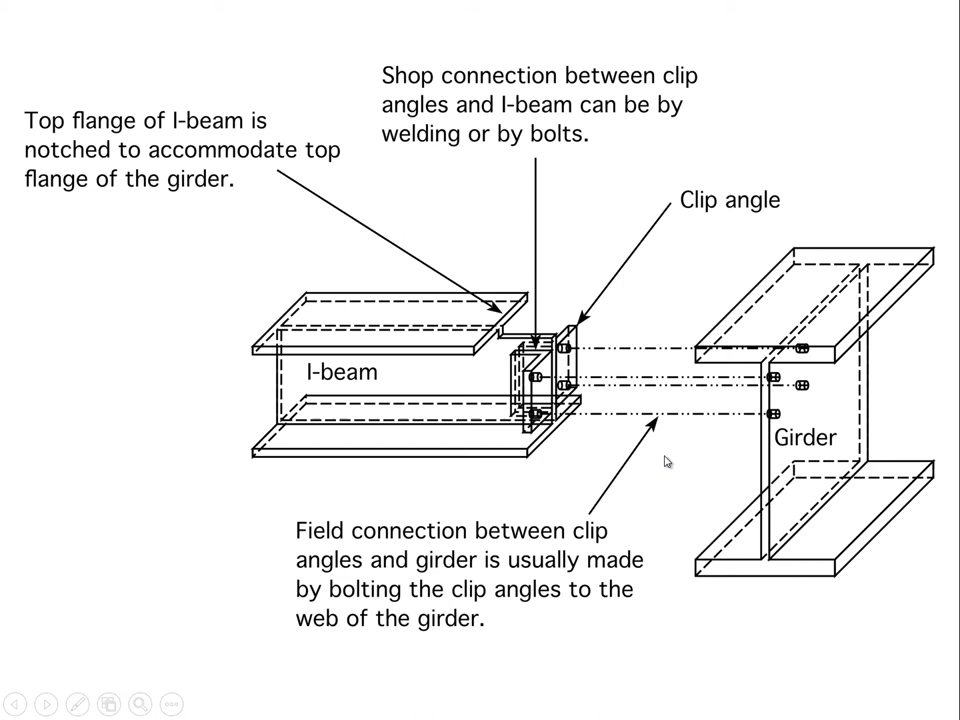 Shop connection between clip
angles and I-beam can be by
welding or by bolts.
Top flange of I-beam is
notched to accommodate top
flange of the girder.
Clip angle
I-beam
Girder
Field connection between clip
angles and girder is usually made
by bolting the clip angles to the
web of the girder.